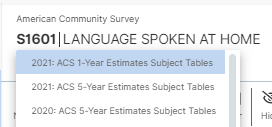 American Community Survey
S1601 | LANGUAGE SPOKEN AT HOME
2021: ACS 1-Year Estimates Subject Tables
2021: ACS 5-Year Estimates Subject Tables
2020: ACS 5-Year Estimates Subject Tables